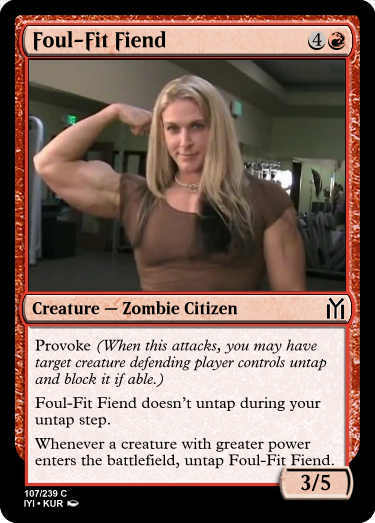 Foul-Fit Fiend 4
Creature — Zombie Citizen
Provoke (When this attacks, you may have
target creature defending player controls untap
and block it if able.)
Foul-Fit Fiend doesn't untap during your
untap step.
Whenever a creature with greater power
enters the battlefield, untap Foul-Fit Fiend.
3/5
107/239 C
IYI • KUR